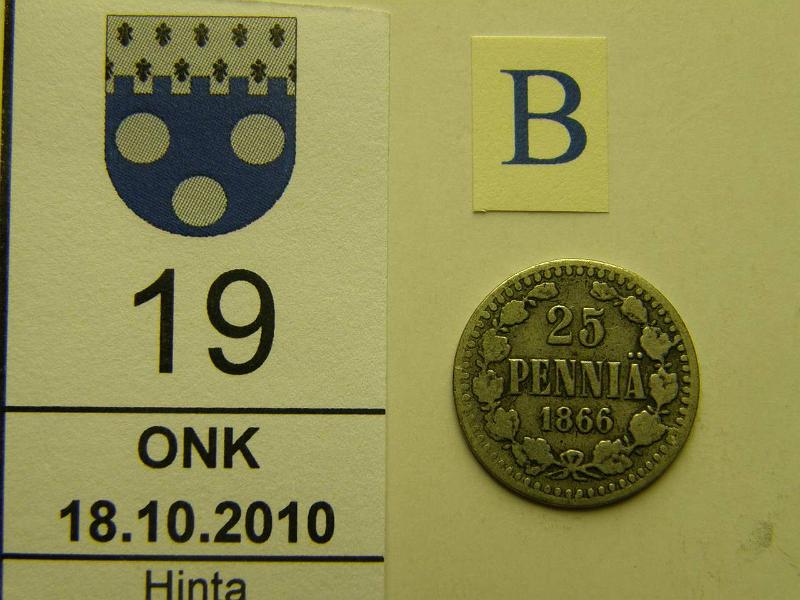 19
ONK
18.10.2010
Hinta
B
25
PENNIÄ
1866